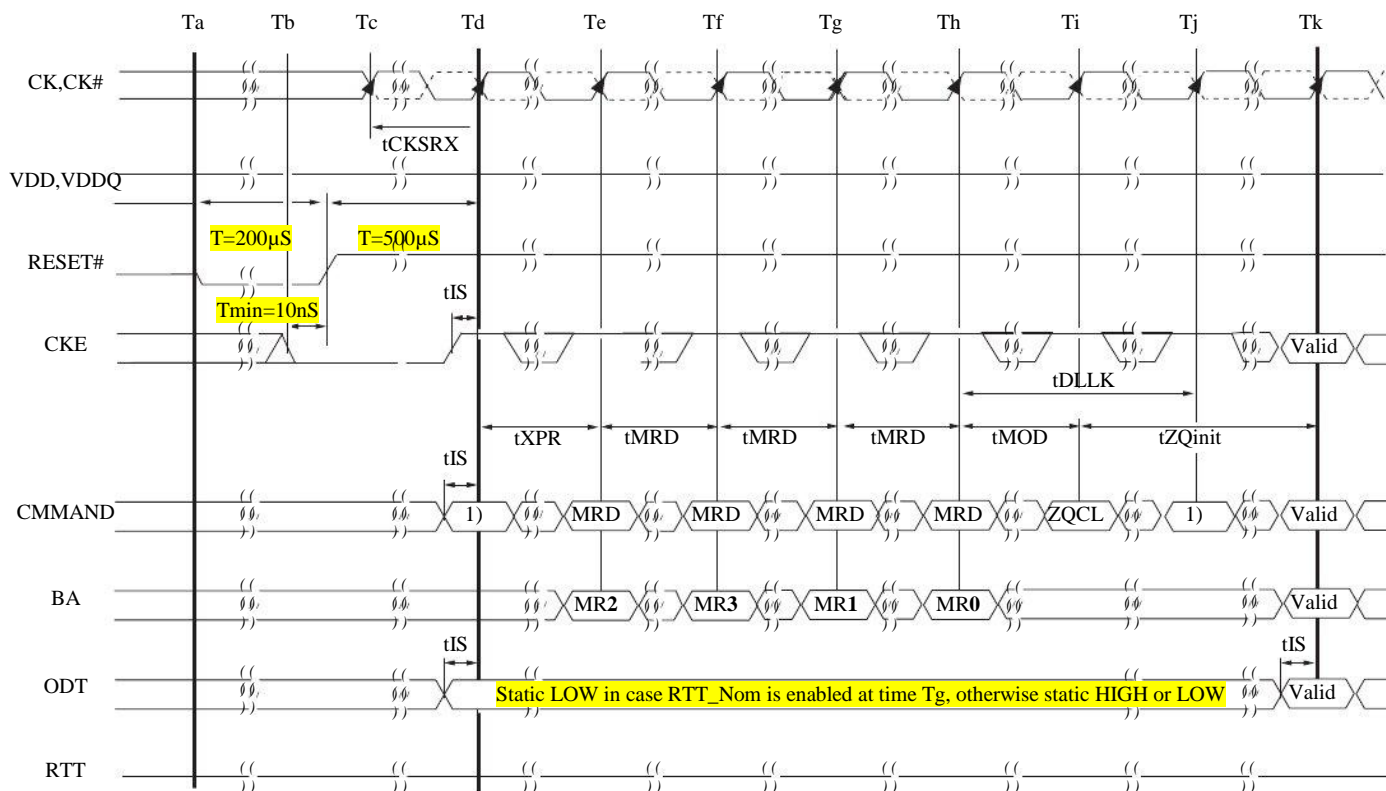 Ta Tb Tc Td Te Tf Tg Th Ti Tj Tk
CK,CK#
tCKSRX
VDD,VDDQ
T=200µS T=500µS
RESET#
Tmin=10nS tIS
CKE Valid
tDLLK
tXPR tMRD tMRD tMRD tMOD tZQinit
tIS
CMMAND 1) MRD MRD MRD MRD ZQCL 1) Valid
BA MR2 MR3 MR1 MR0 Valid
tIS tIS
ODT Static LOW in case RTT_Nom is enabled at time Tg, otherwise static HIGH or LOW Valid
RTT